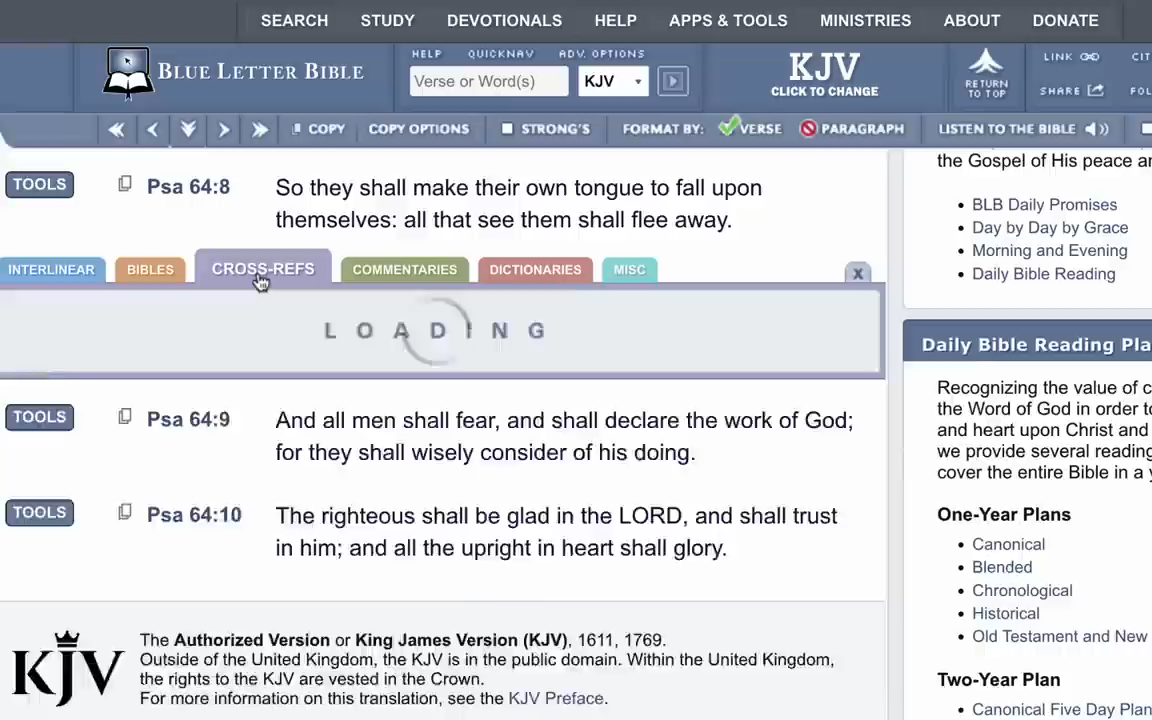 SEARCH STUDY DEVOTIONALS HELP APPS & TOOLS MINISTRIES ABOUT DONATE
BLUE LETTER BIBLE
HELP QUICKNAV ADV. OPTIONS
Verse or Word(s) KJV
KJV
CLICK TO CHANGE
RETURN
TO TOP
LINK
SHARE
COPY COPY OPTIONS STRONG'S FORMAT BY: VERSE PARAGRAPH LISTEN TO THE BIBLE
TOOLS Psa 64:8 So they shall make their own tongue to fall upon
themselves: all that see them shall flee away.
INTERLINEAR BIBLES CROSS-REFS COMMENTARIES DICTIONARIES MISC X
LOADING
TOOLS Psa 64:9 And all men shall fear, and shall declare the work of God;
for they shall wisely consider of his doing.
TOOLS Psa 64:10 The righteous shall be glad in the LORD, and shall trust
in him; and all the upright in heart shall glory.
KJV
The Authorized Version or King James Version (KJV), 1611, 1769.
Outside of the United Kingdom, the KJV is in the public domain. Within the United Kingdom,
the rights to the KJV are vested in the Crown.
For more information on this translation, see the KJV Preface.
the Gospel of His peace
BLB Daily Promises
Day by Day by Grace
Morning and Evening
Daily Bible Reading
Daily Bible Reading
Recognizing the value of
the Word of God in order
and heart upon Christ and
we provide several reading
cover the entire Bible in a
One-Year Plans
Canonical
Blended
Chronological
Historical
Old Testament and New
Two-Year Plan
Canonical Five Day Plan